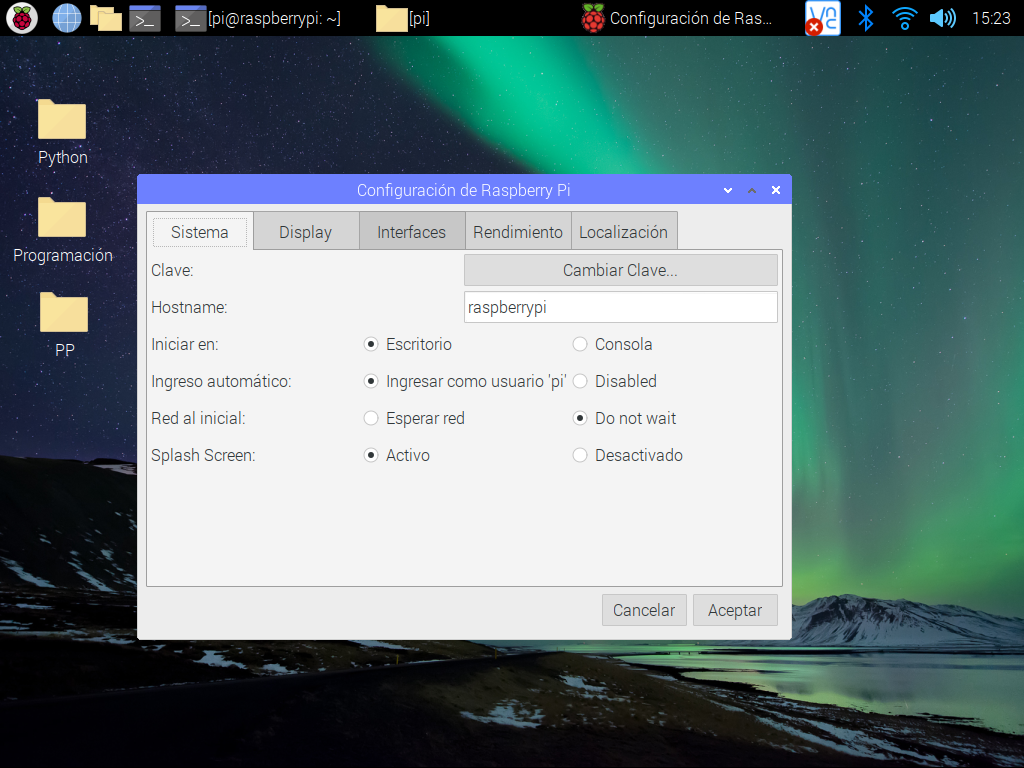 [pi@raspberrypi: ~] [pi] Configuración de Ras... 15:23
Python
Programación
PP
Configuración de Raspberry Pi
Sistema Display Interfaces Rendimiento Localización
Clave: Cambiar Clave...
Hostname: raspberrypi
Iniciar en: Escritorio Consola
Ingreso automático: Ingresar como usuario 'pi' Disabled
Red al inicial: Esperar red Do not wait
Splash Screen: Activo Desactivado
Cancelar Aceptar